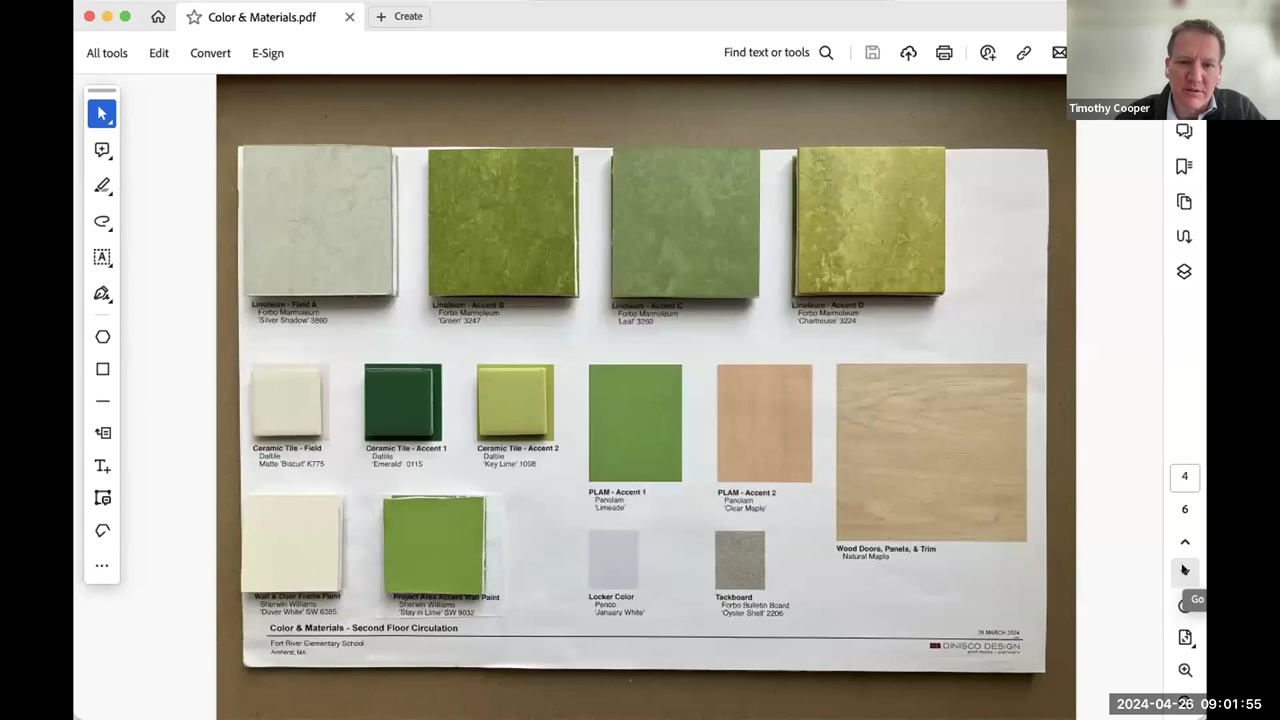 Color & Materials.pdf
Create
All tools
Edit
Convert
E-Sign
Find text or tools
Timothy Cooper
Linoleum - Field A
Forbo Marmoleum
'Silver Shadow' 3860
Linoleum - Accent B
Forbo Marmoleum
'Green' 3247
Linoleum - Accent C
Forbo Marmoleum
'Leaf' 3260
Linoleum - Accent D
Forbo Marmoleum
'Chartreuse' 3224
Ceramic Tile - Field
Daltile
Matte 'Biscuit' K775
Ceramic Tile - Accent 1
Daltile
'Emerald' 0115
Ceramic Tile - Accent 2
Daltile
'Key Lime' 1098
PLAM - Accent 1
Panolam
'Limeade'
PLAM - Accent 2
Panolam
'Clear Maple'
Wood Doors, Panels, & Trim
Natural Maple
Wall & Door Frame Paint
Sherwin Williams
'Dover White' SW 6385
Project Area Accent Wall Paint
Sherwin Williams
'Stay in Lime' SW 9032
Locker Color
Penco
'January White'
Tackboard
Forbo Bulletin Board
'Oyster Shell' 2206
Color & Materials - Second Floor Circulation
Fort River Elementary School
Amherst, MA
26 MARCH 2024
DINISCO DESIGN
4
6
Go
2024-04-26 09:01:55